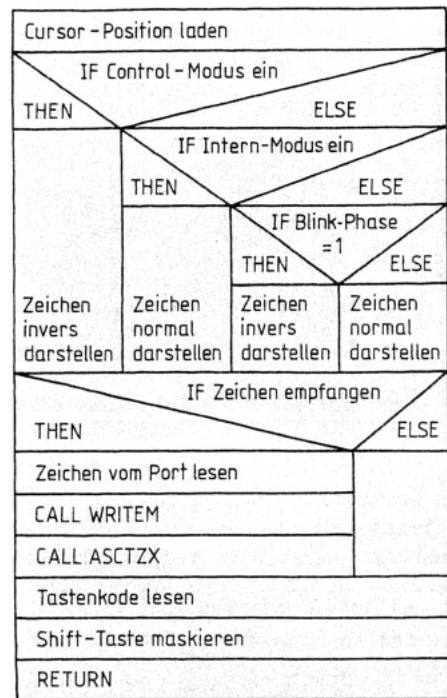 Cursor-Position laden
IF Control-Modus ein
THEN ELSE
IF Intern-Modus ein
THEN ELSE
IF Blink-Phase
=1
THEN ELSE
Zeichen Zeichen Zeichen Zeichen
invers normal invers normal
darstellen darstellen darstellen darstellen
IF Zeichen empfangen
THEN ELSE
Zeichen vom Port lesen
CALL WRITEM
CALL ASCTZX
Tastenkode lesen
Shift-Taste maskieren
RETURN